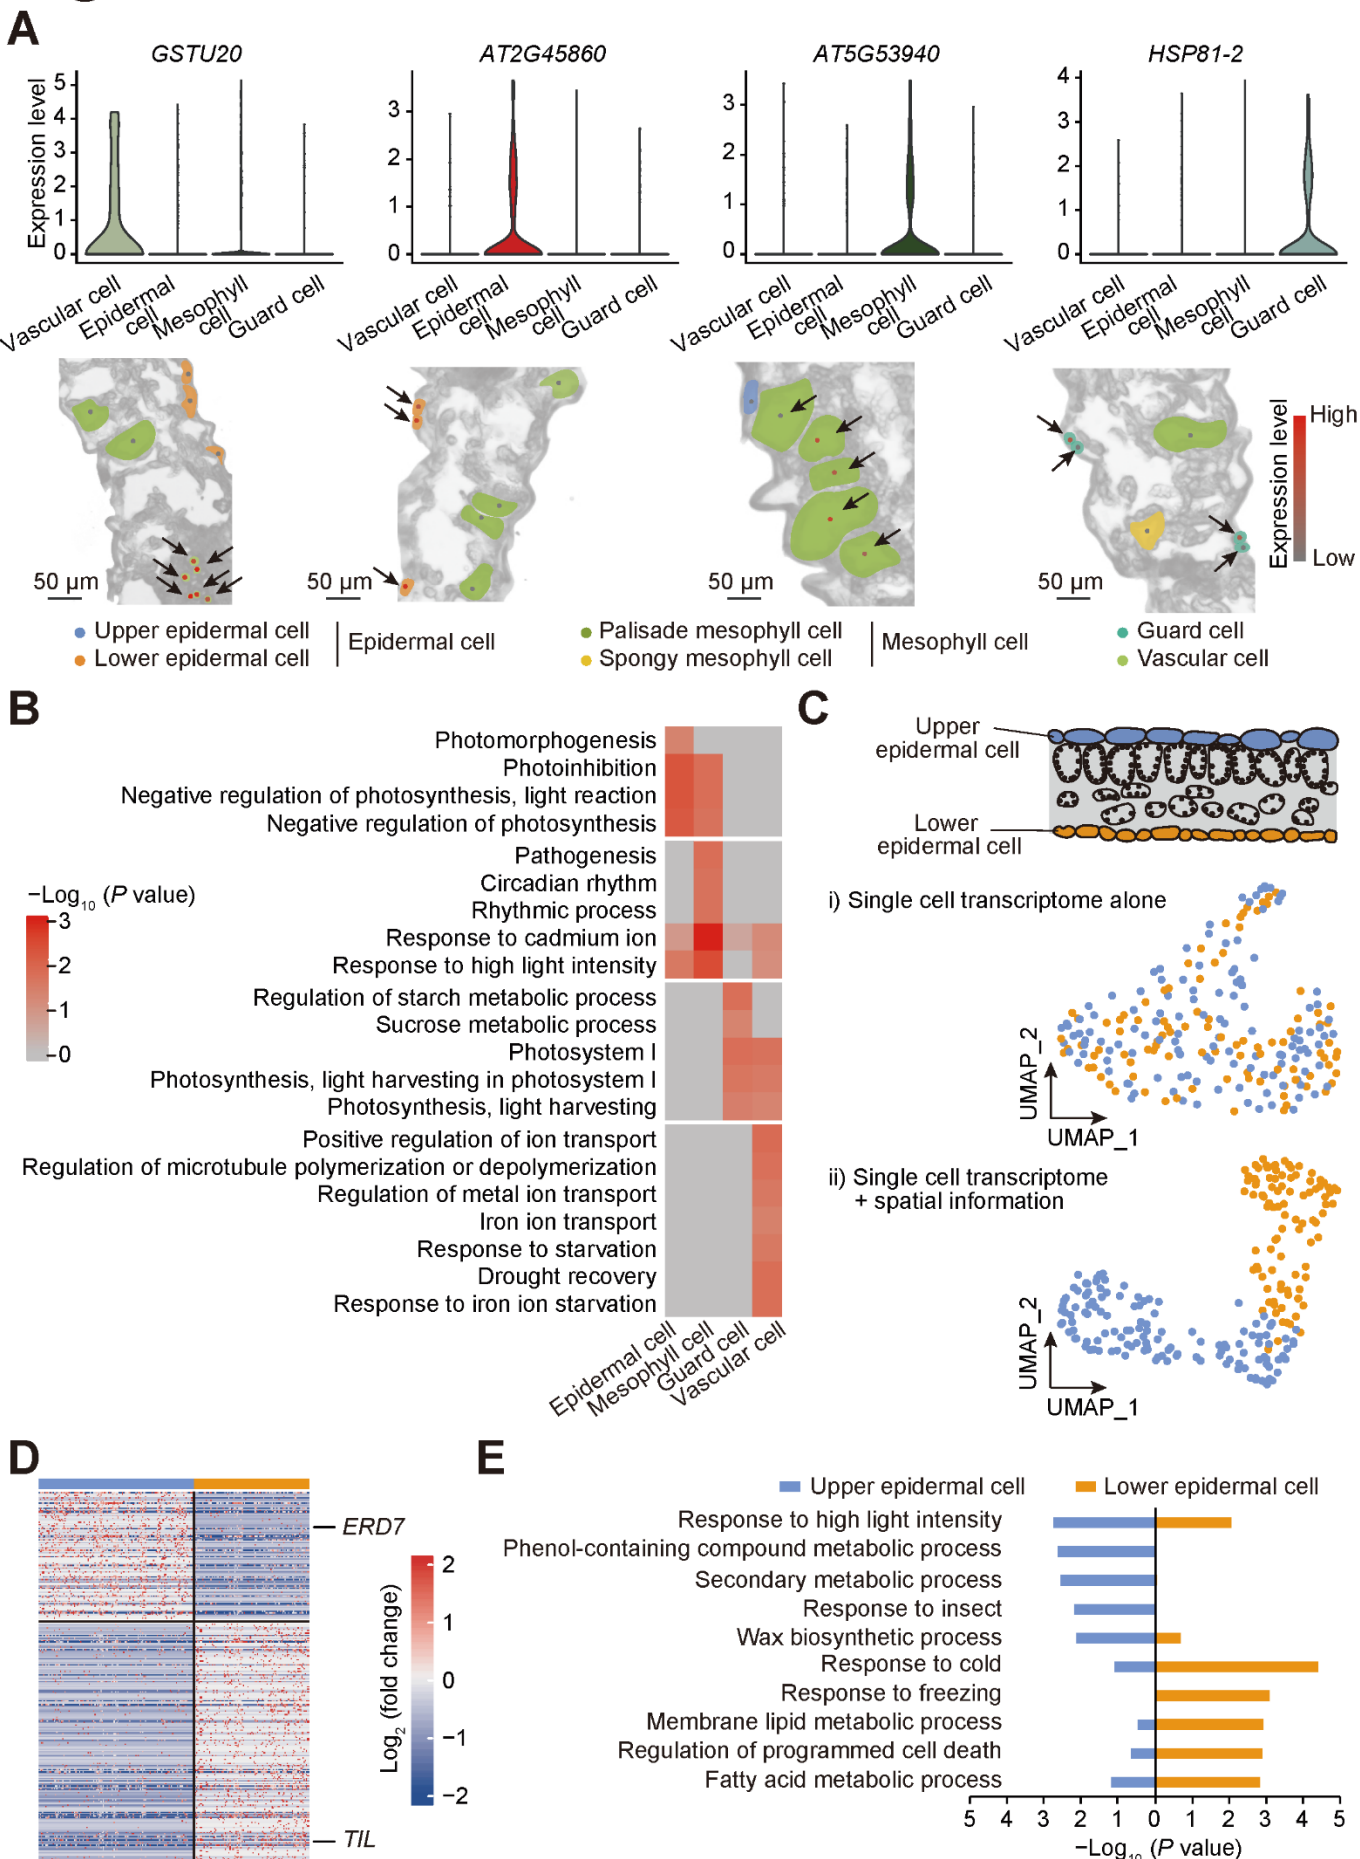 A
GSTU20
AT2G45860
AT5G53940
HSP81-2
Expression level
5
4
3
2
1
0
3
2
1
0
3
2
1
0
4
3
2
1
0
Vascular cell
Epidermal cell
Mesophyll cell
Guard cell
Vascular cell
Epidermal cell
Mesophyll cell
Guard cell
Vascular cell
Epidermal cell
Mesophyll cell
Guard cell
Vascular cell
Epidermal cell
Mesophyll cell
Guard cell
50 µm
50 µm
50 µm
50 µm
Expression level
High
Low
Upper epidermal cell
Lower epidermal cell
Epidermal cell
Palisade mesophyll cell
Spongy mesophyll cell
Mesophyll cell
Guard cell
Vascular cell
B
−Log10 (P value)
3
2
1
0
Photomorphogenesis
Photoinhibition
Negative regulation of photosynthesis, light reaction
Negative regulation of photosynthesis
Pathogenesis
Circadian rhythm
Rhythmic process
Response to cadmium ion
Response to high light intensity
Regulation of starch metabolic process
Sucrose metabolic process
Photosystem I
Photosynthesis, light harvesting in photosystem I
Photosynthesis, light harvesting
Positive regulation of ion transport
Regulation of microtubule polymerization or depolymerization
Regulation of metal ion transport
Iron ion transport
Response to starvation
Drought recovery
Response to iron ion starvation
Epidermal cell
Mesophyll cell
Guard cell
Vascular cell
C
Upper
epidermal cell
Lower
epidermal cell
i) Single cell transcriptome alone
UMAP_2
UMAP_1
ii) Single cell transcriptome
+ spatial information
UMAP_2
UMAP_1
D
ERD7
TIL
Log2 (fold change)
2
1
0
−1
−2
E
Upper epidermal cell
Lower epidermal cell
Response to high light intensity
Phenol-containing compound metabolic process
Secondary metabolic process
Response to insect
Wax biosynthetic process
Response to cold
Response to freezing
Membrane lipid metabolic process
Regulation of programmed cell death
Fatty acid metabolic process
5 4 3 2 1 0 1 2 3 4 5
−Log10 (P value)